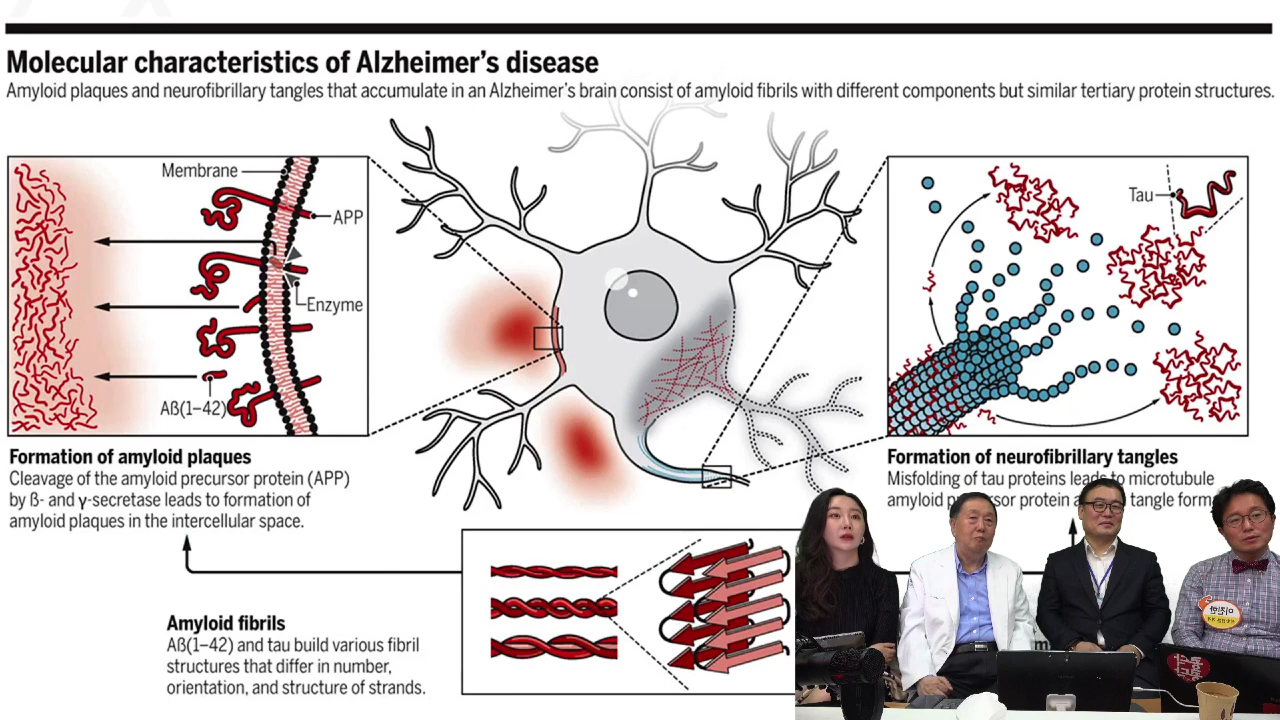 Molecular characteristics of Alzheimer's disease
Amyloid plaques and neurofibrillary tangles that accumulate in an Alzheimer's brain consist of amyloid fibrils with different components but similar tertiary protein structures.
Membrane
APP
Enzyme
Aß(1–42)
Tau
Formation of amyloid plaques
Cleavage of the amyloid precursor protein (APP)
by ß- and γ-secretase leads to formation of
amyloid plaques in the intercellular space.
Formation of neurofibrillary tangles
Misfolding of tau proteins leads to microtubule
amyloid tangle
Amyloid fibrils
Aß(1–42) and tau build various fibril
structures that differ in number,
orientation, and structure of strands.
이진한